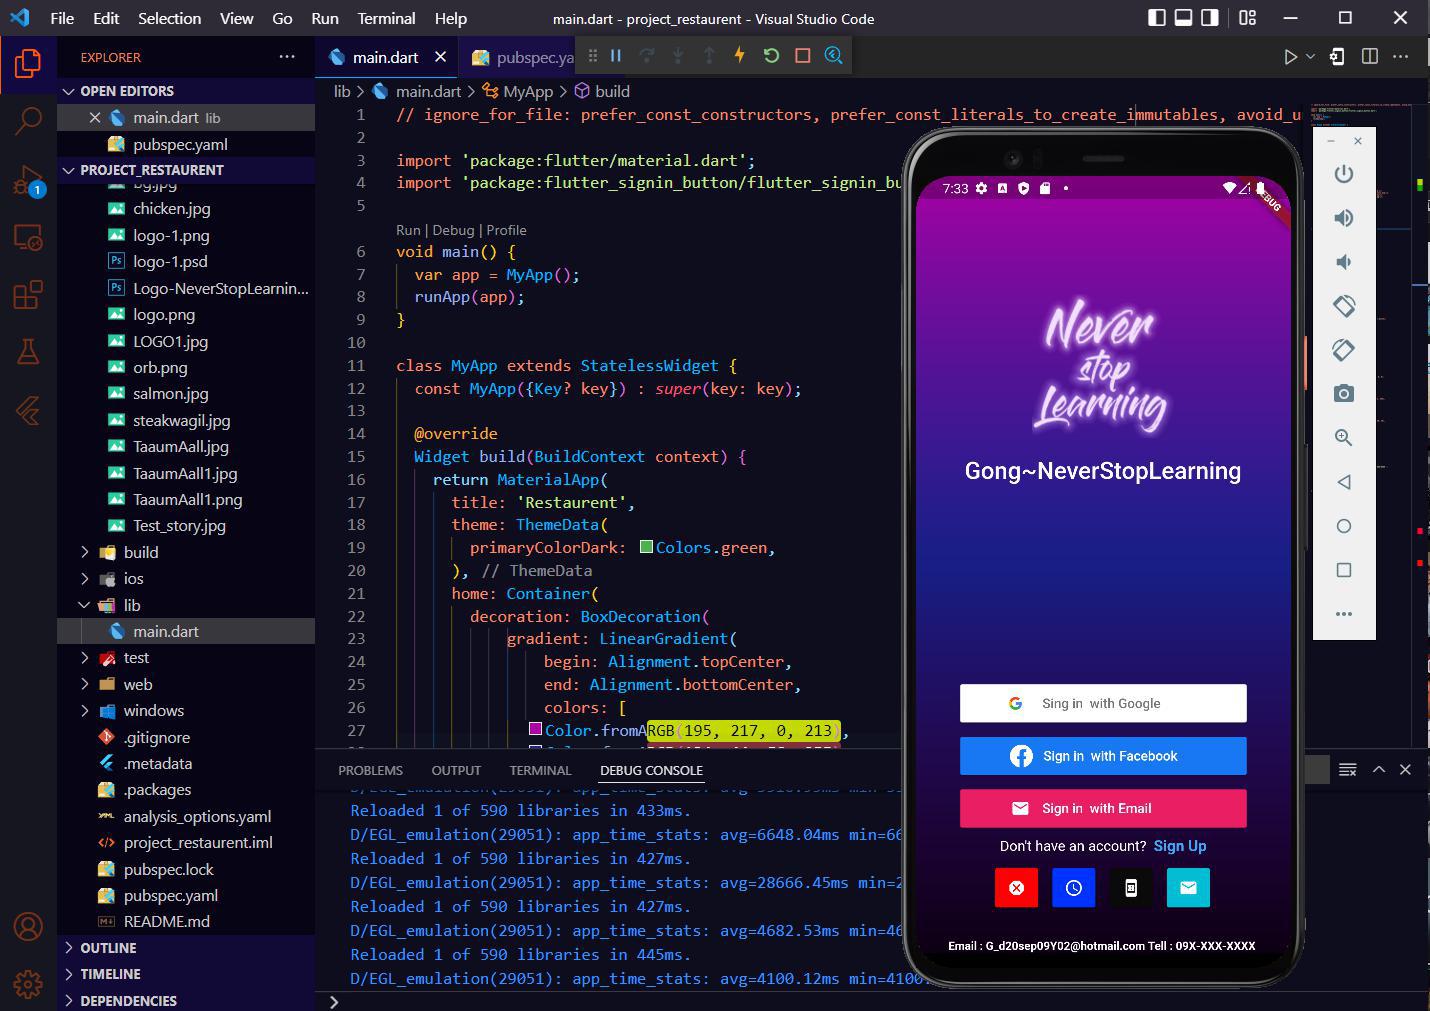 File Edit Selection View Go Run Terminal Help
main.dart - project_restaurent - Visual Studio Code
EXPLORER
OPEN EDITORS
main.dart lib
pubspec.yaml
PROJECT_RESTAURENT
bg.jpg
chicken.jpg
logo-1.png
logo-1.psd
Logo-NeverStopLearnin...
logo.png
LOGO1.jpg
orb.png
salmon.jpg
steakwagil.jpg
TaaumAall.jpg
TaaumAall1.jpg
TaaumAall1.png
Test_story.jpg
build
ios
lib
main.dart
test
web
windows
.gitignore
.metadata
.packages
analysis_options.yaml
project_restaurent.iml
pubspec.lock
pubspec.yaml
README.md
OUTLINE
TIMELINE
DEPENDENCIES
1
main.dart
pubspec.ya
lib > main.dart > MyApp > build
1 // ignore_for_file: prefer_const_constructors, prefer_const_literals_to_create_immutables, avoid_u
2
3 import 'package:flutter/material.dart';
4 import 'package:flutter_signin_button/flutter_signin_bu
5
Run | Debug | Profile
6 void main() {
7 var app = MyApp();
8 runApp(app);
9 }
10
11 class MyApp extends StatelessWidget {
12 const MyApp({Key? key}) : super(key: key);
13
14 @override
15 Widget build(BuildContext context) {
16 return MaterialApp(
17 title: 'Restaurent',
18 theme: ThemeData(
19 primaryColorDark: Colors.green,
20 ), // ThemeData
21 home: Container(
22 decoration: BoxDecoration(
23 gradient: LinearGradient(
24 begin: Alignment.topCenter,
25 end: Alignment.bottomCenter,
26 colors: [
27 Color.fromARGB(195, 217, 0, 213),
PROBLEMS OUTPUT TERMINAL DEBUG CONSOLE
Reloaded 1 of 590 libraries in 433ms.
D/EGL_emulation(29051): app_time_stats: avg=6648.04ms min=66
Reloaded 1 of 590 libraries in 427ms.
D/EGL_emulation(29051): app_time_stats: avg=28666.45ms min=2
Reloaded 1 of 590 libraries in 427ms.
D/EGL_emulation(29051): app_time_stats: avg=4682.53ms min=46
Reloaded 1 of 590 libraries in 445ms.
D/EGL_emulation(29051): app_time_stats: avg=4100.12ms min=4100.
7:33
DEBUG
Never
stop
Learning
Gong~NeverStopLearning
Sing in with Google
Sign in with Facebook
Sign in with Email
Don't have an account? Sign Up
Email : G_d20sep09Y02@hotmail.com Tell : 09X-XXX-XXXX